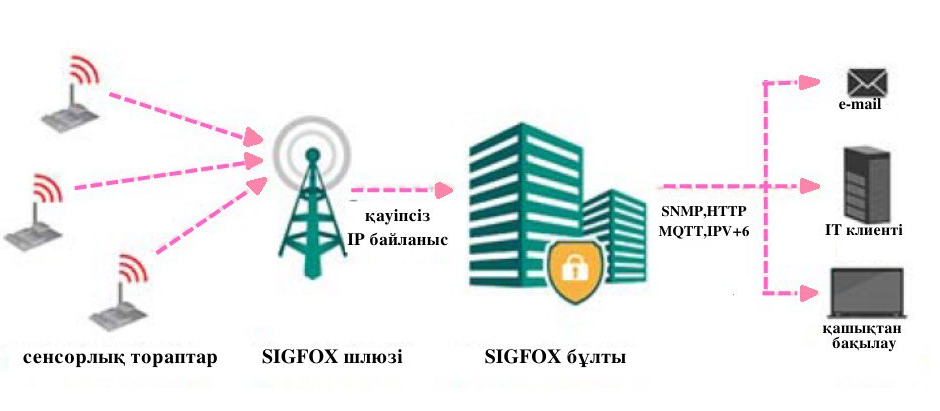 e-mail
қауіпсіз
IP байланыс
SNMP,HTTP
MQTT,IPV+6
IT клиенті
қашықтан
бақылау
сенсорлық тораптар
SIGFOX шлюзі
SIGFOX бұлты